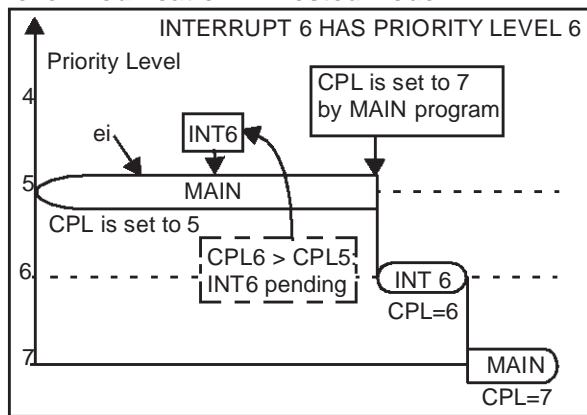 INTERRUPT 6 HAS PRIORITY LEVEL 6
Priority Level
CPL is set to 7
by MAIN program
4
ei
INT6
5
MAIN
CPL is set to 5
CPL6 > CPL5:
INT6 pending
6
INT 6
CPL=6
7
MAIN
CPL=7